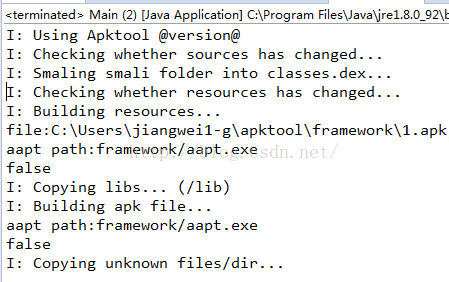 <terminated> Main (2) [Java Application] C:\Program Files\Java\jre1.8.0_92\b
I: Using Apktool @version@
I: Checking whether sources has changed...
I: Smaling smali folder into classes.dex...
I: Checking whether resources has changed...
I: Building resources...
file:C:\Users\jiangwei1-g\apktool\framework\1.apk
aapt path:framework/aapt.exe
http://blog.csdn.net/
false
I: Copying libs... (/lib)
I: Building apk file...
aapt path:framework/aapt.exe
false
I: Copying unknown files/dir...